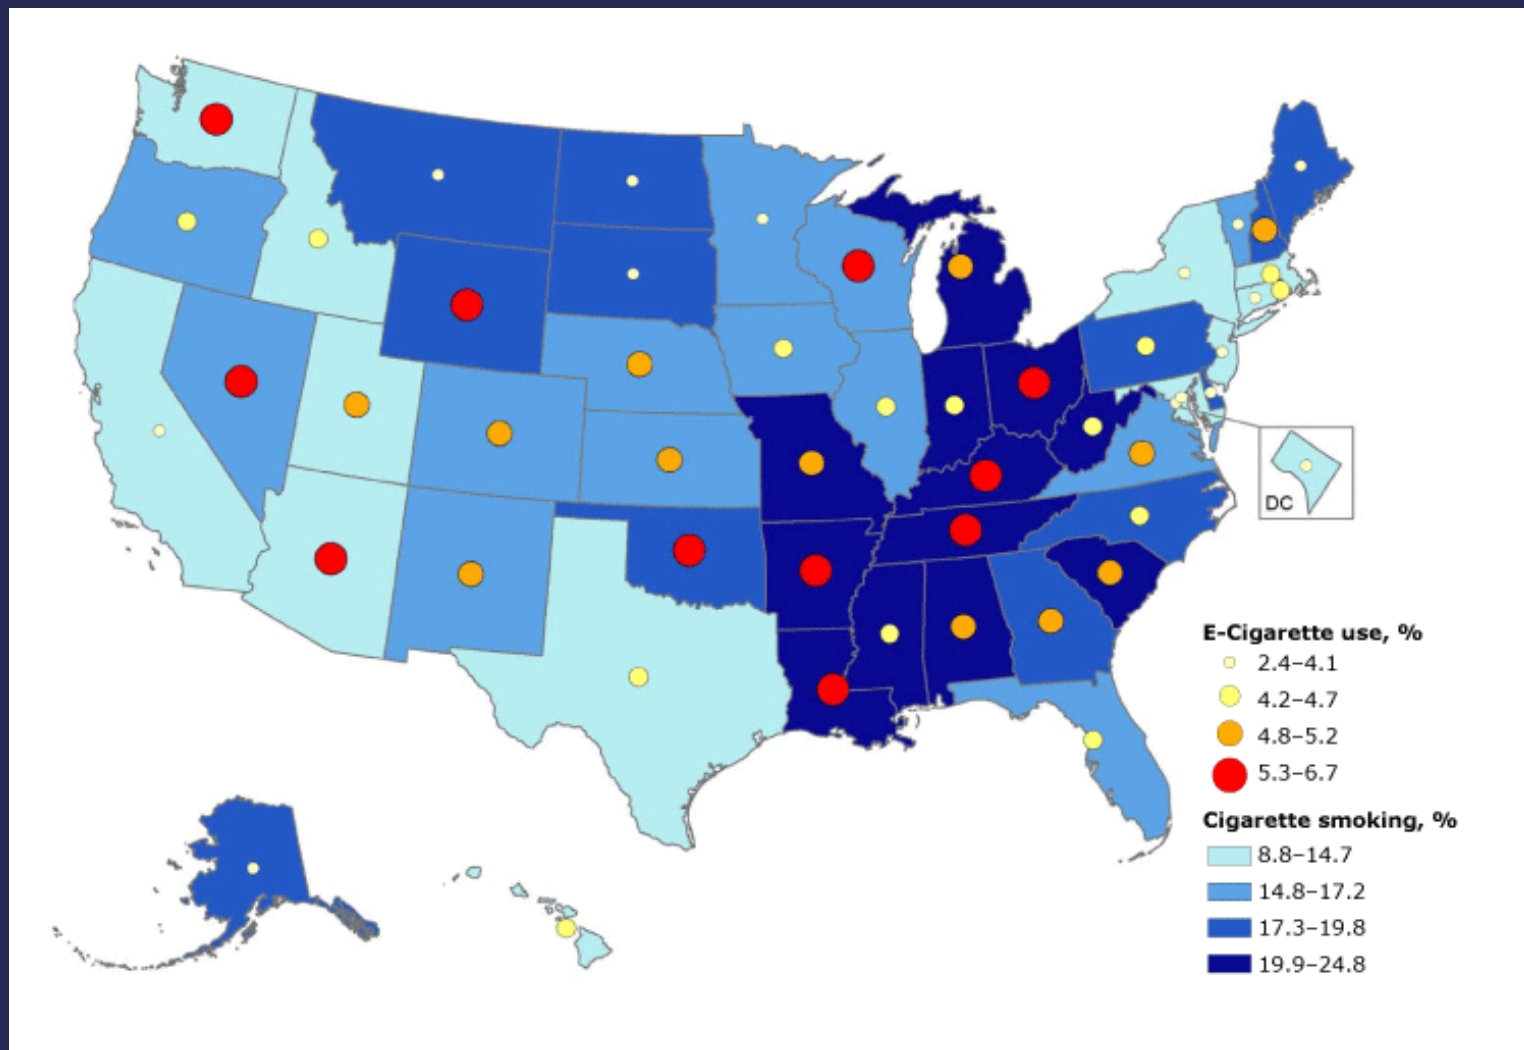 DC
E-Cigarette use, %
2.4–4.1
4.2–4.7
4.8–5.2
5.3–6.7
Cigarette smoking, %
8.8–14.7
14.8–17.2
17.3–19.8
19.9–24.8